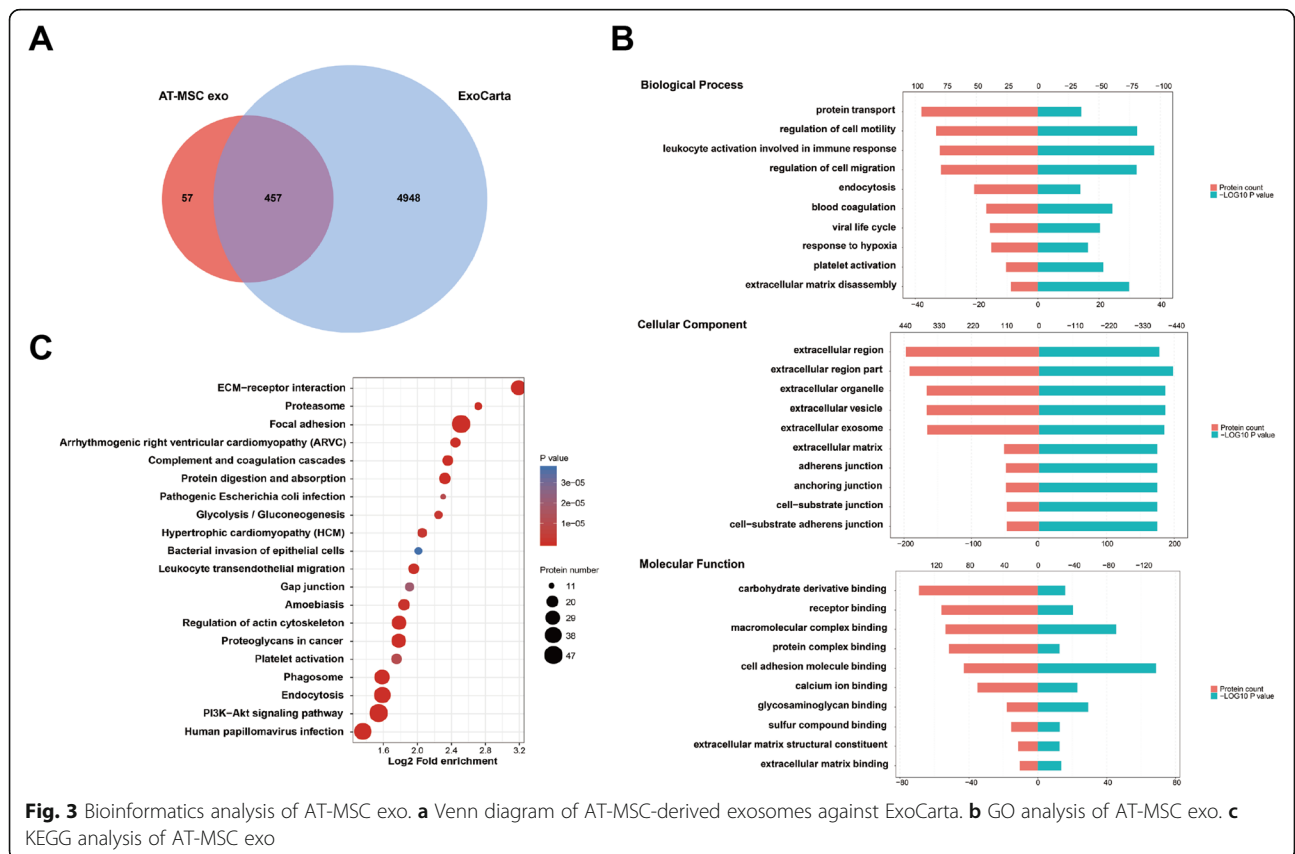 A
AT-MSC exo
ExoCarta
57
457
4948
B
Biological Process
100 75 50 25 0 −25 −50 −75 −100
protein transport
regulation of cell motility
leukocyte activation involved in immune response
regulation of cell migration
endocytosis
blood coagulation
viral life cycle
response to hypoxia
platelet activation
extracellular matrix disassembly
−40 −20 0 20 40
Protein count
−LOG10 P value
Cellular Component
440 330 220 110 0 −110 −220 −330 −440
extracellular region
extracellular region part
extracellular organelle
extracellular vesicle
extracellular exosome
extracellular matrix
adherens junction
anchoring junction
cell−substrate junction
cell−substrate adherens junction
−200 −100 0 100 200
Protein count
−LOG10 P value
Molecular Function
120 80 40 0 −40 −80 −120
carbohydrate derivative binding
receptor binding
macromolecular complex binding
protein complex binding
cell adhesion molecule binding
calcium ion binding
glycosaminoglycan binding
sulfur compound binding
extracellular matrix structural constituent
extracellular matrix binding
−80 −40 0 40 80
Protein count
−LOG10 P value
C
ECM−receptor interaction
Proteasome
Focal adhesion
Arrhythmogenic right ventricular cardiomyopathy (ARVC)
Complement and coagulation cascades
Protein digestion and absorption
Pathogenic Escherichia coli infection
Glycolysis / Gluconeogenesis
Hypertrophic cardiomyopathy (HCM)
Bacterial invasion of epithelial cells
Leukocyte transendothelial migration
Gap junction
Amoebiasis
Regulation of actin cytoskeleton
Proteoglycans in cancer
Platelet activation
Phagosome
Endocytosis
PI3K−Akt signaling pathway
Human papillomavirus infection
1.6 2.0 2.4 2.8 3.2
Log2 Fold enrichment
P value
3e−05
2e−05
1e−05
Protein number
11
20
29
38
47
Fig. 3 Bioinformatics analysis of AT-MSC exo. a Venn diagram of AT-MSC-derived exosomes against ExoCarta. b GO analysis of AT-MSC exo. c
KEGG analysis of AT-MSC exo